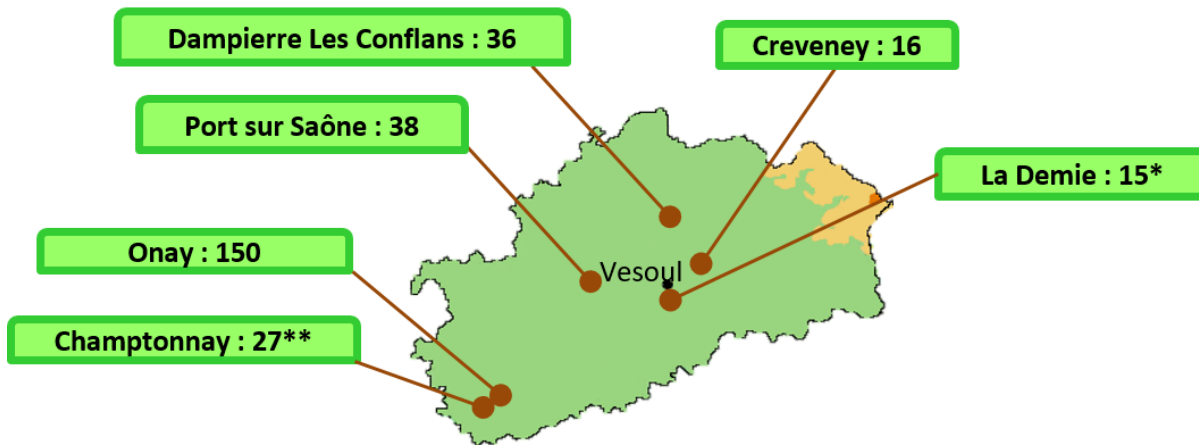 Dampierre Les Conflans : 36
Creveney : 16
Port sur Saône : 38
La Demie : 15*
Onay : 150
Vesoul
Champtonnay : 27**